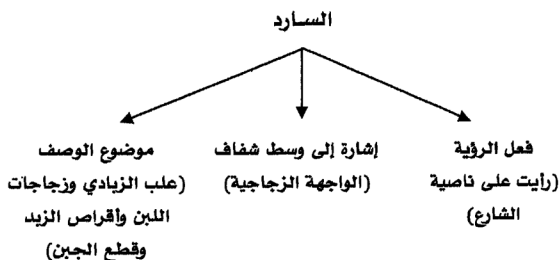 السارد
فعل الرؤية
(رأيت على ناصية
الشارع)
إشارة إلى وسط شفاف
(الواجهة الزجاجية)
موضوع الوصف
(علب الزبادي وزجاجات
اللبن وأقراص الزبد
وقطع الجبن)